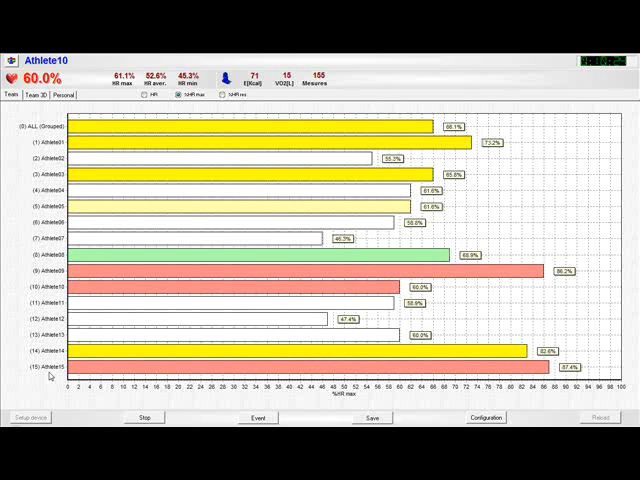 Athlete10
60.0%
61.1% 52.6% 45.3% 71 15 155
HR max HR aver. HR min E[Kcal] VO2[L] Mesures
Team Team 3D Personal HR %HR max %HR res
(0) ALL (Grouped) 66.1%
(1) Athlete01 73.2%
(2) Athlete02 55.3%
(3) Athlete03 65.8%
(4) Athlete04 61.6%
(5) Athlete05 61.6%
(6) Athlete06 58.8%
(7) Athlete07 46.3%
(8) Athlete08 68.9%
(9) Athlete09 86.2%
(10) Athlete10 60.0%
(11) Athlete11 58.9%
(12) Athlete12 47.4%
(13) Athlete13 60.0%
(14) Athlete14 82.6%
(15) Athlete15 87.4%
0 2 4 6 8 10 12 14 16 18 20 22 24 26 28 30 32 34 36 38 40 42 44 46 48 50 52 54 56 58 60 62 64 66 68 70 72 74 76 78 80 82 84 86 88 90 92 94 96 98 100
%HR max
Setup device Stop Event Save Configuration Reload